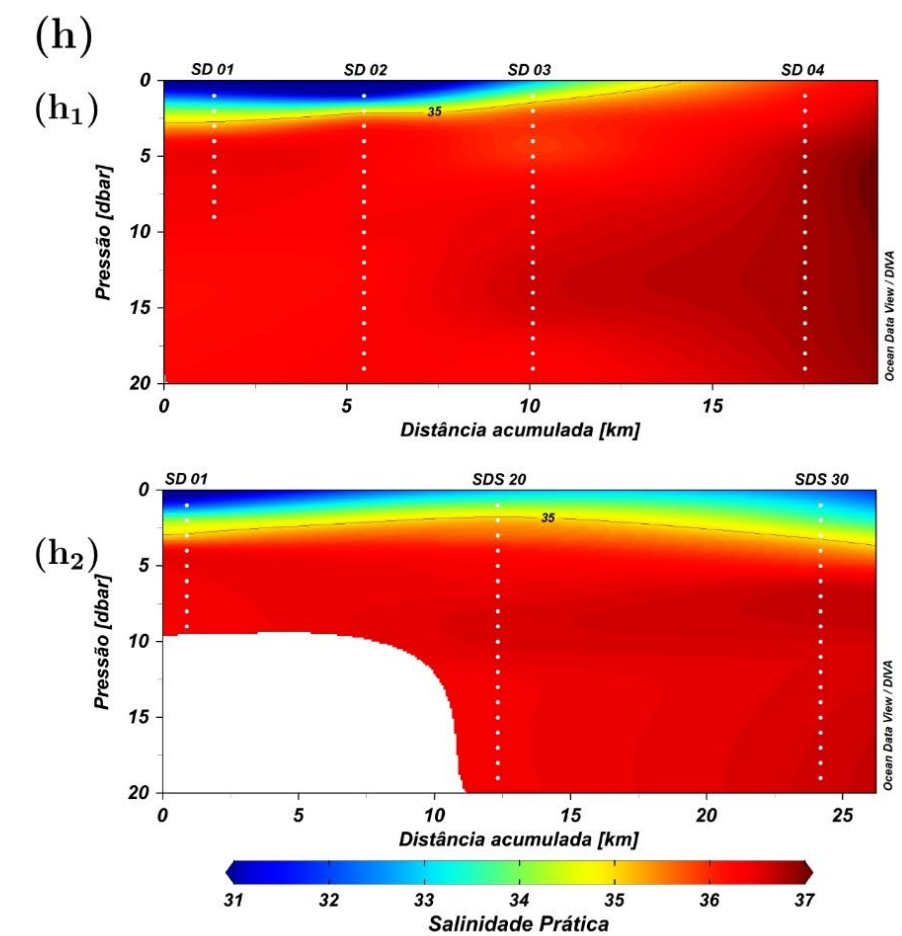 (h)
(h₁)
SD 01 SD 02 SD 03 SD 04
0
5
10
15
20
35
Pressão [dbar]
0 5 10 15
Distância acumulada [km]
Ocean Data View / DIVA
(h₂)
SD 01 SDS 20 SDS 30
0
5
10
15
20
35
Pressão [dbar]
0 5 10 15 20 25
Distância acumulada [km]
Ocean Data View / DIVA
31 32 33 34 35 36 37
Salinidade Prática